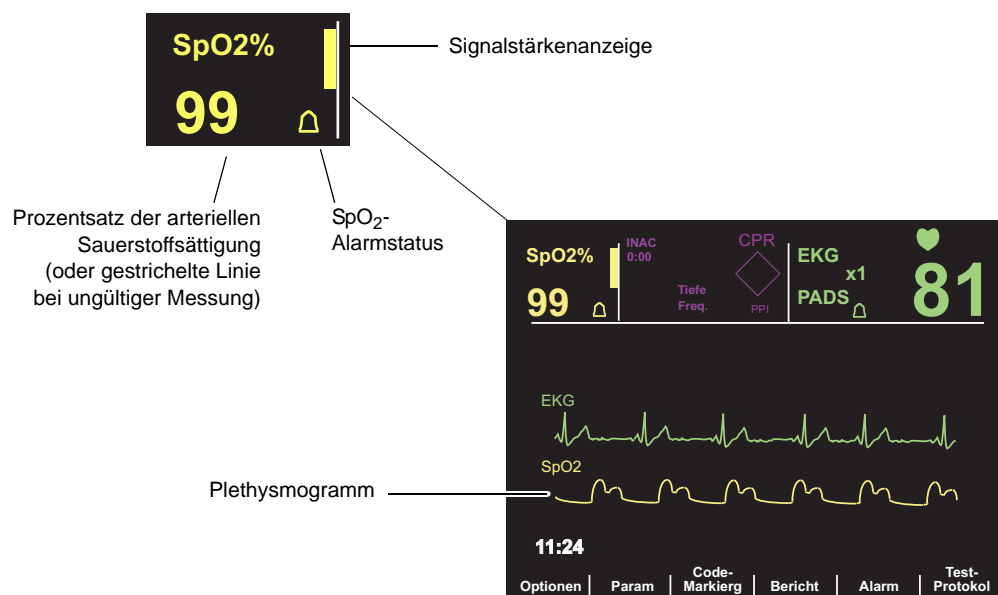 SpO2%
99
Signalstärkenanzeige
Prozentsatz der arteriellen
Sauerstoffsättigung
(oder gestrichelte Linie
bei ungültiger Messung)
SpO2-
Alarmstatus
SpO2%
99
INAC
0:00
Tiefe
Freq.
CPR
PPI
EKG
x1
PADS
81
EKG
SpO2
Plethysmogramm
11:24
Optionen
Param
Code-
Markierg
Bericht
Alarm
Test-
Protokol